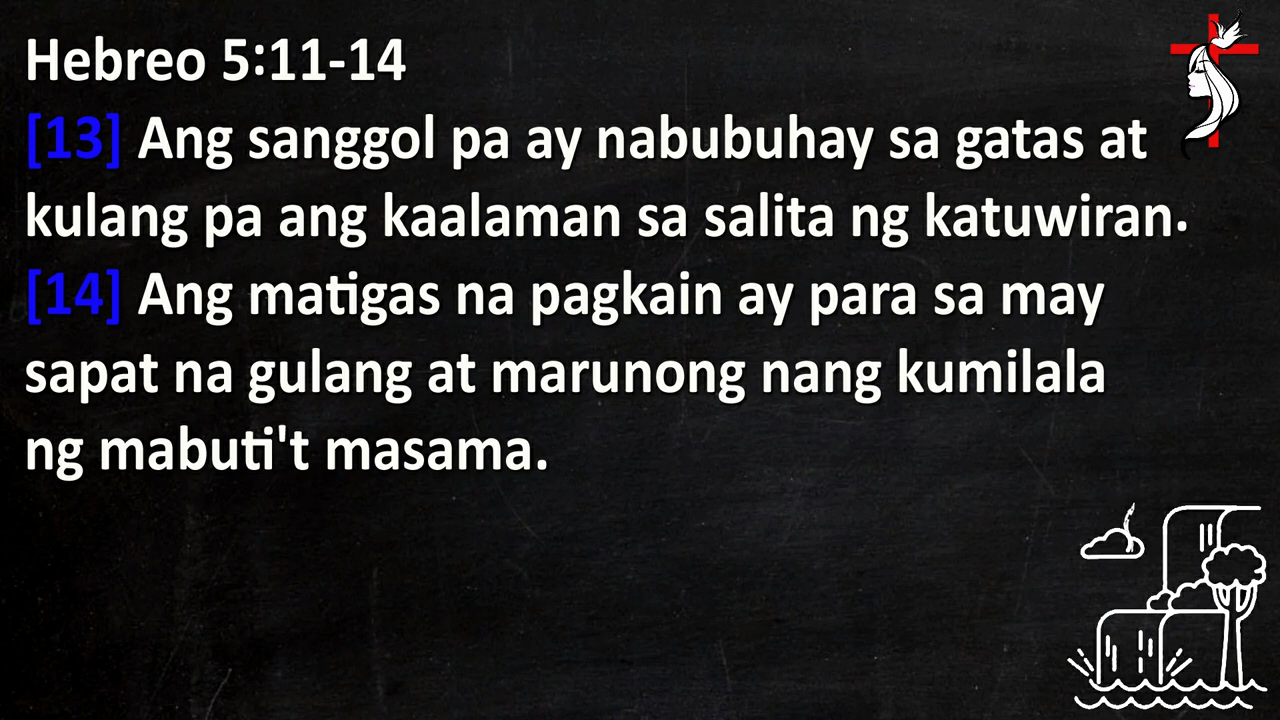 Hebreo 5:11-14
[13] Ang sanggol pa ay nabubuhay sa gatas at
kulang pa ang kaalaman sa salita ng katuwiran.
[14] Ang matigas na pagkain ay para sa may
sapat na gulang at marunong nang kumilala
ng mabuti't masama.